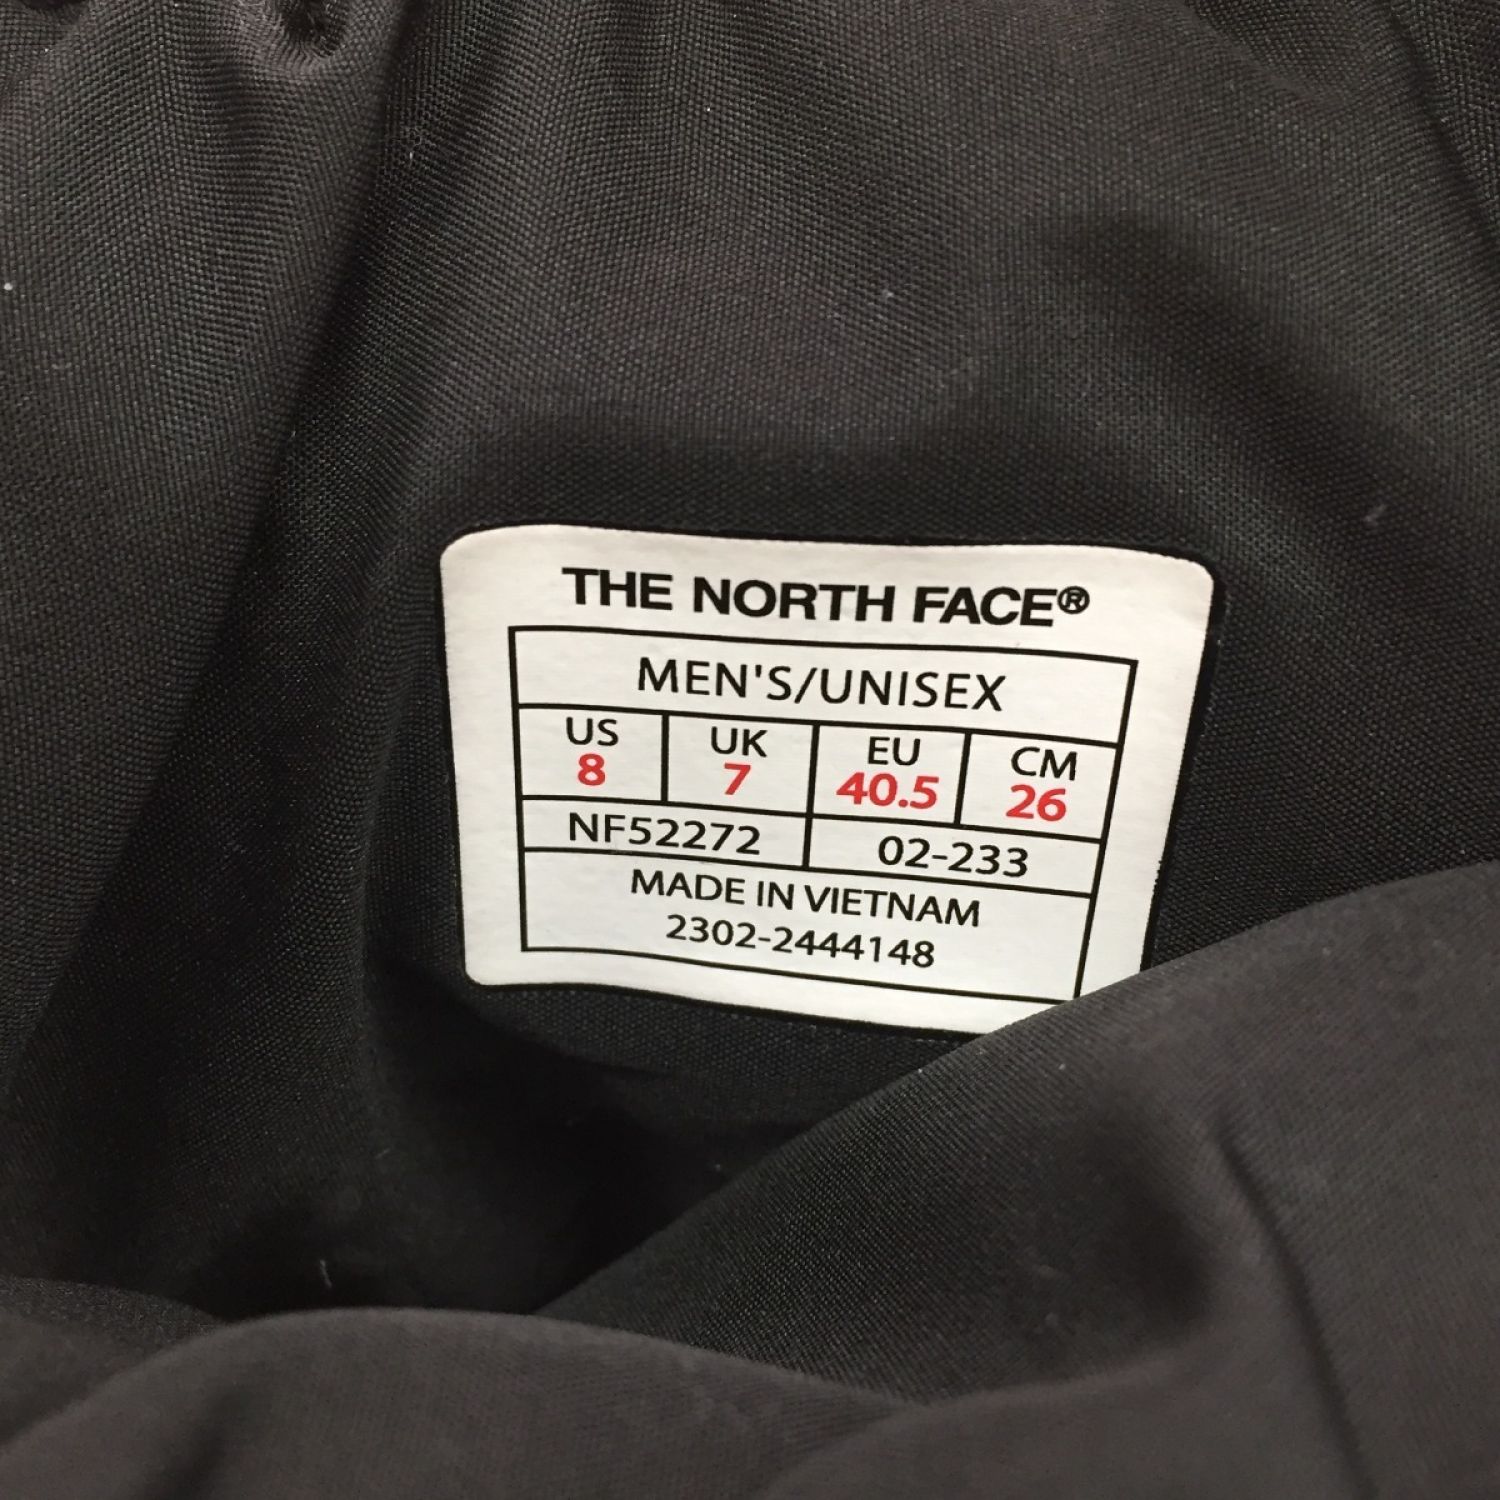 THE NORTH FACE®
MEN'S/UNISEX
US UK EU CM
8 7 40.5 26
NF52272 02-233
MADE IN VIETNAM
2302-2444148